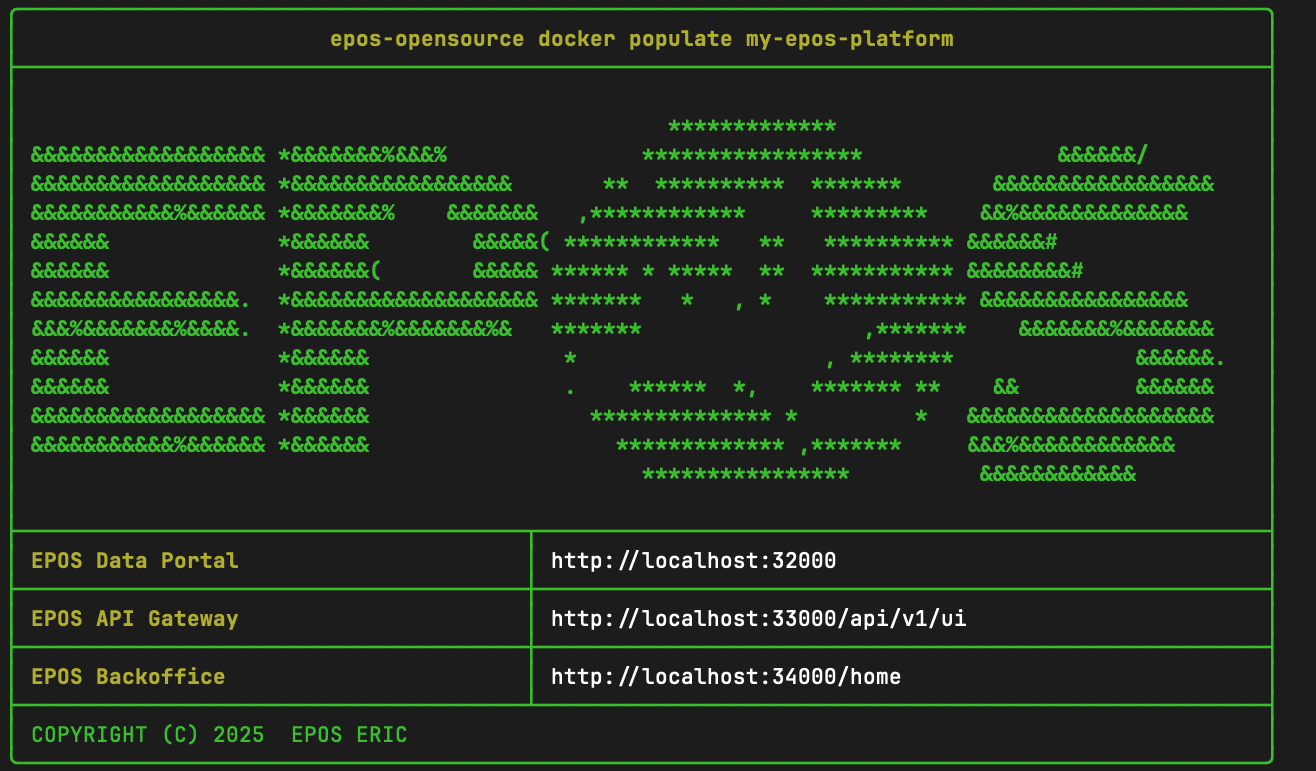 epos-opensource docker populate my-epos-platform
EPOS
EPOS Data Portal http://localhost:32000
EPOS API Gateway http://localhost:33000/api/v1/ui
EPOS Backoffice http://localhost:34000/home
COPYRIGHT (C) 2025  EPOS ERIC